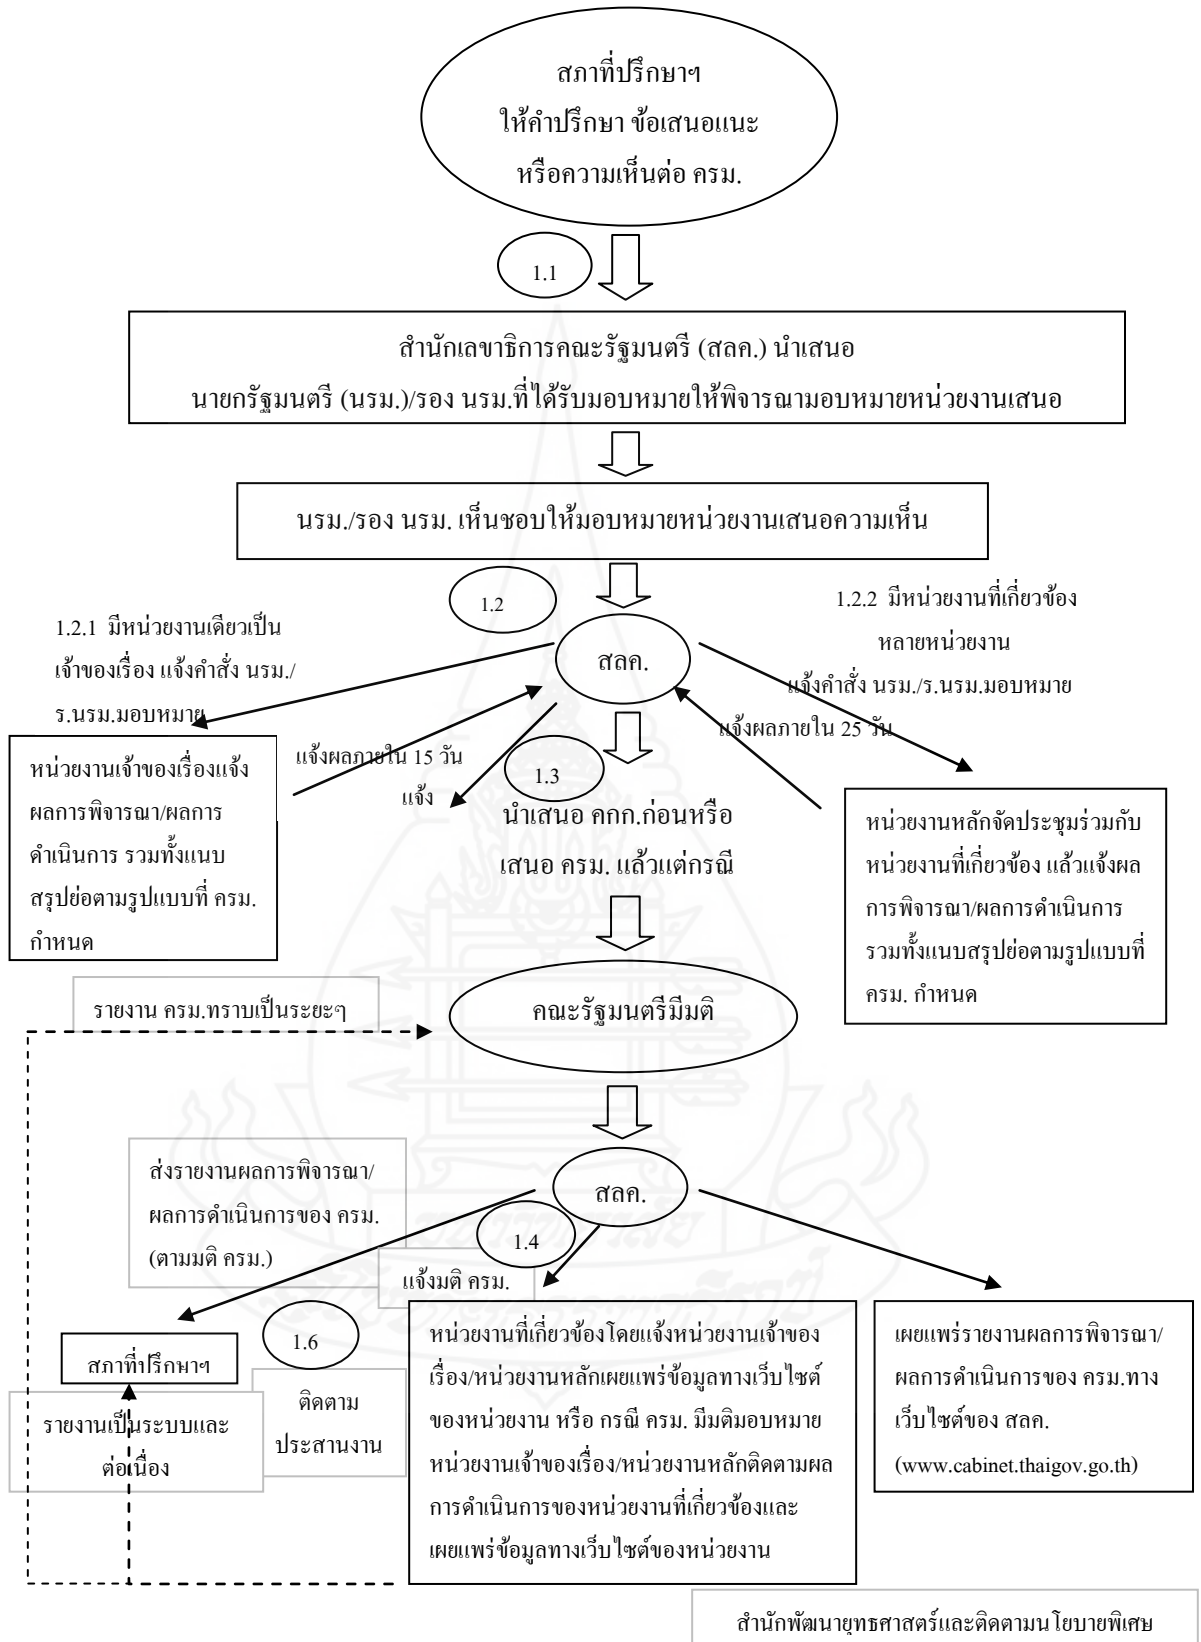 สภาที่ปรึกษาฯ
ให้คำปรึกษา ข้อเสนอแนะ
หรือความเห็นต่อ ครม.
1.1
สำนักเลขาธิการคณะรัฐมนตรี (สลค.) นำเสนอ
นายกรัฐมนตรี (นรม.)/รอง นรม.ที่ได้รับมอบหมายให้พิจารณามอบหมายหน่วยงานเสนอ
นรม./รอง นรม. เห็นชอบให้มอบหมายหน่วยงานเสนอความเห็น
1.2
สลค.
1.2.1 มีหน่วยงานเดียวเป็น
เจ้าของเรื่อง แจ้งคำสั่ง นรม./
ร.นรม.มอบหมาย
1.2.2 มีหน่วยงานที่เกี่ยวข้อง
หลายหน่วยงาน
แจ้งคำสั่ง นรม./ร.นรม.มอบหมาย
แจ้งผลภายใน 15 วัน
แจ้ง
แจ้งผลภายใน 25 วัน
1.3
นำเสนอ คกก.ก่อนหรือ
เสนอ ครม. แล้วแต่กรณี
หน่วยงานเจ้าของเรื่องแจ้ง
ผลการพิจารณา/ผลการ
ดำเนินการ รวมทั้งแนบ
สรุปย่อตามรูปแบบที่ ครม.
กำหนด
หน่วยงานหลักจัดประชุมร่วมกับ
หน่วยงานที่เกี่ยวข้อง แล้วแจ้งผล
การพิจารณา/ผลการดำเนินการ
รวมทั้งแนบสรุปย่อตามรูปแบบที่
ครม. กำหนด
รายงาน ครม.ทราบเป็นระยะๆ
คณะรัฐมนตรีมีมติ
สลค.
ส่งรายงานผลการพิจารณา/
ผลการดำเนินการของ ครม.
(ตามมติ ครม.)
1.4
แจ้งมติ ครม.
สภาที่ปรึกษาฯ
1.6
ติดตาม
ประสานงาน
รายงานเป็นระบบและ
ต่อเนื่อง
หน่วยงานที่เกี่ยวข้องโดยแจ้งหน่วยงานเจ้าของ
เรื่อง/หน่วยงานหลักเผยแพร่ข้อมูลทางเว็บไซต์
ของหน่วยงาน หรือ กรณี ครม. มีมติมอบหมาย
หน่วยงานเจ้าของเรื่อง/หน่วยงานหลักติดตามผล
การดำเนินการของหน่วยงานที่เกี่ยวข้องและ
เผยแพร่ข้อมูลทางเว็บไซต์ของหน่วยงาน
เผยแพร่รายงานผลการพิจารณา/
ผลการดำเนินการของ ครม.ทาง
เว็บไซต์ของ สลค.
(www.cabinet.thaigov.go.th)
สำนักพัฒนายุทธศาสตร์และติดตามนโยบายพิเศษ